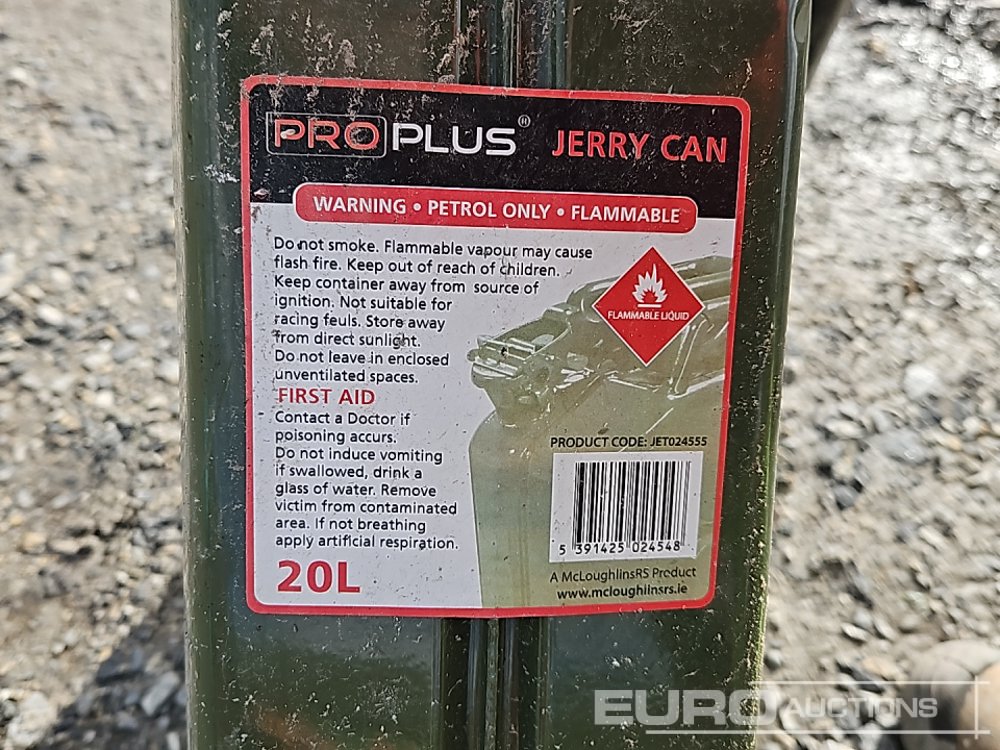 PROPLUS® JERRY CAN
WARNING • PETROL ONLY • FLAMMABLE
Do not smoke. Flammable vapour may cause
flash fire. Keep out of reach of children.
Keep container away from source of
ignition. Not suitable for
racing feuls. Store away
from direct sunlight.
Do not leave in enclosed
unventilated spaces.
FLAMMABLE LIQUID
FIRST AID
Contact a Doctor if
poisoning accurs.
Do not induce vomiting
if swallowed, drink a
glass of water. Remove
victim from contaminated
area. If not breathing
apply artificial respiration.
20L
PRODUCT CODE: JET024555
5 391425 024548
A McLoughlinsRS Product
www.mcloughlinsrs.ie
EURO AUCTIONS